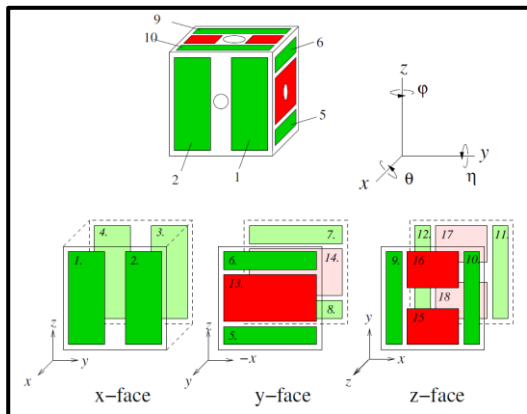 9
10
6
5
2
1
z
φ
y
η
x
θ
4.
3.
1.
2.
z
y
x
x-face
7.
14.
6.
13.
8.
5.
z
-x
y
y-face
12.
17
11.
9.
16
10.
18
15
y
x
z
z-face